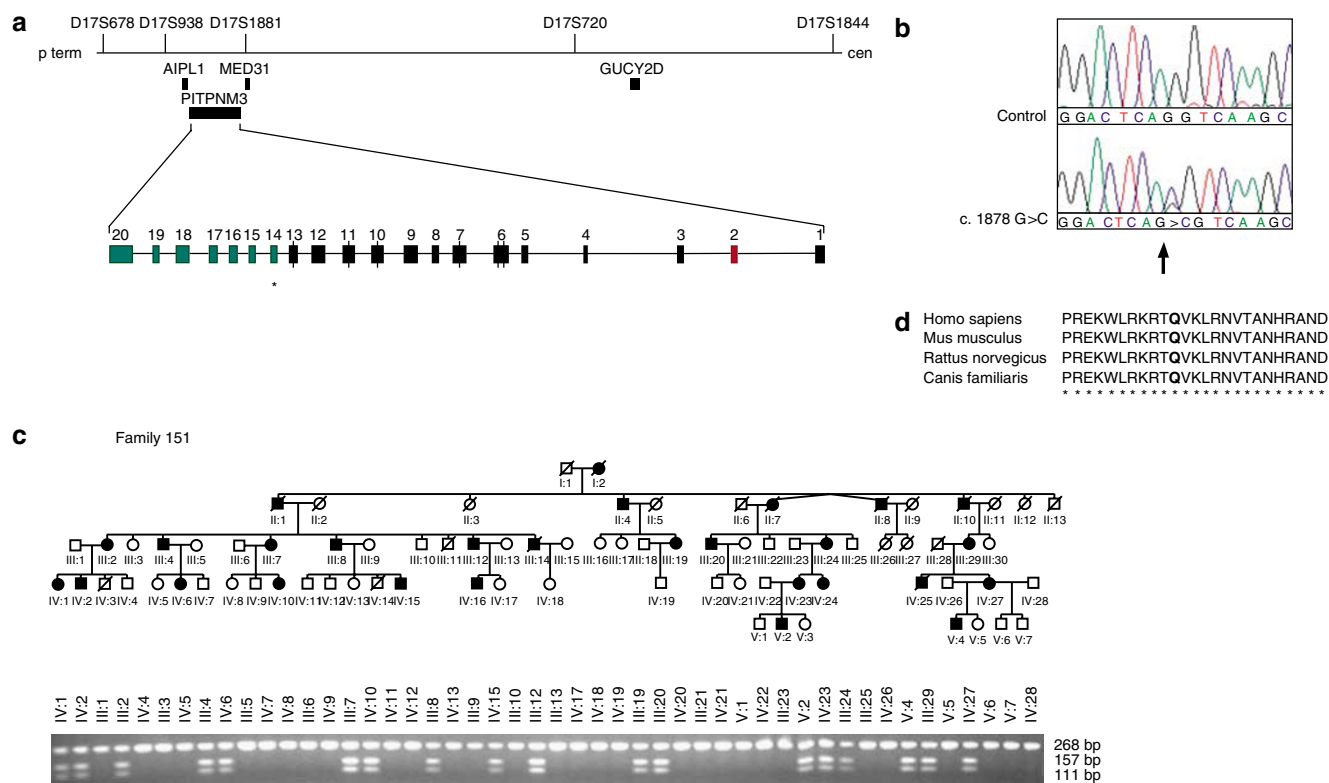 a
D17S678 D17S938 D17S1881 D17S720 D17S1844
p term cen
AIPL1 MED31 GUCY2D
PITPNM3
20 19 18 17 16 15 14 13 12 11 10 9 8 7 6 5 4 3 2 1
*
b
Control
G G A C T C A G G T C A A G C
c. 1878 G>C
G G A C T C A G > C G T C A A G C
d
Homo sapiens PREKWLRKRTQVKLRNVTANHRAND
Mus musculus PREKWLRKRTQVKLRNVTANHRAND
Rattus norvegicus PREKWLRKRTQVKLRNVTANHRAND
Canis familiaris PREKWLRKRTQVKLRNVTANHRAND
* * * * * * * * * * * * * * * * * * * * * * * * *
c
Family 151
I:1 I:2
II:1 II:2 II:3 II:4 II:5 II:6 II:7 II:8 II:9 II:10 II:11 II:12 II:13
III:1 III:2 III:3 III:4 III:5 III:6 III:7 III:8 III:9 III:10 III:11 III:12 III:13 III:14 III:15 III:16 III:17 III:18 III:19 III:20 III:21 III:22 III:23 III:24 III:25 III:26 III:27 III:28 III:29 III:30
IV:1 IV:2 IV:3 IV:4 IV:5 IV:6 IV:7 IV:8 IV:9 IV:10 IV:11 IV:12 IV:13 IV:14 IV:15 IV:16 IV:17 IV:18 IV:19 IV:20 IV:21 IV:22 IV:23 IV:24 IV:25 IV:26 IV:27 IV:28
V:1 V:2 V:3 V:4 V:5 V:6 V:7
IV:1 IV:2 III:1 III:2 IV:4 III:3 IV:5 III:4 IV:6 III:5 IV:7 IV:8 III:6 IV:9 III:7 IV:10 IV:11 IV:12 III:8 IV:13 III:9 IV:15 III:10 III:12 III:13 IV:17 IV:18 IV:19 III:19 III:20 IV:20 III:21 IV:21 V:1 IV:22 III:23 V:2 IV:23 III:24 III:25 IV:26 V:4 III:29 V:5 IV:27 V:6 V:7 IV:28
268 bp
157 bp
111 bp